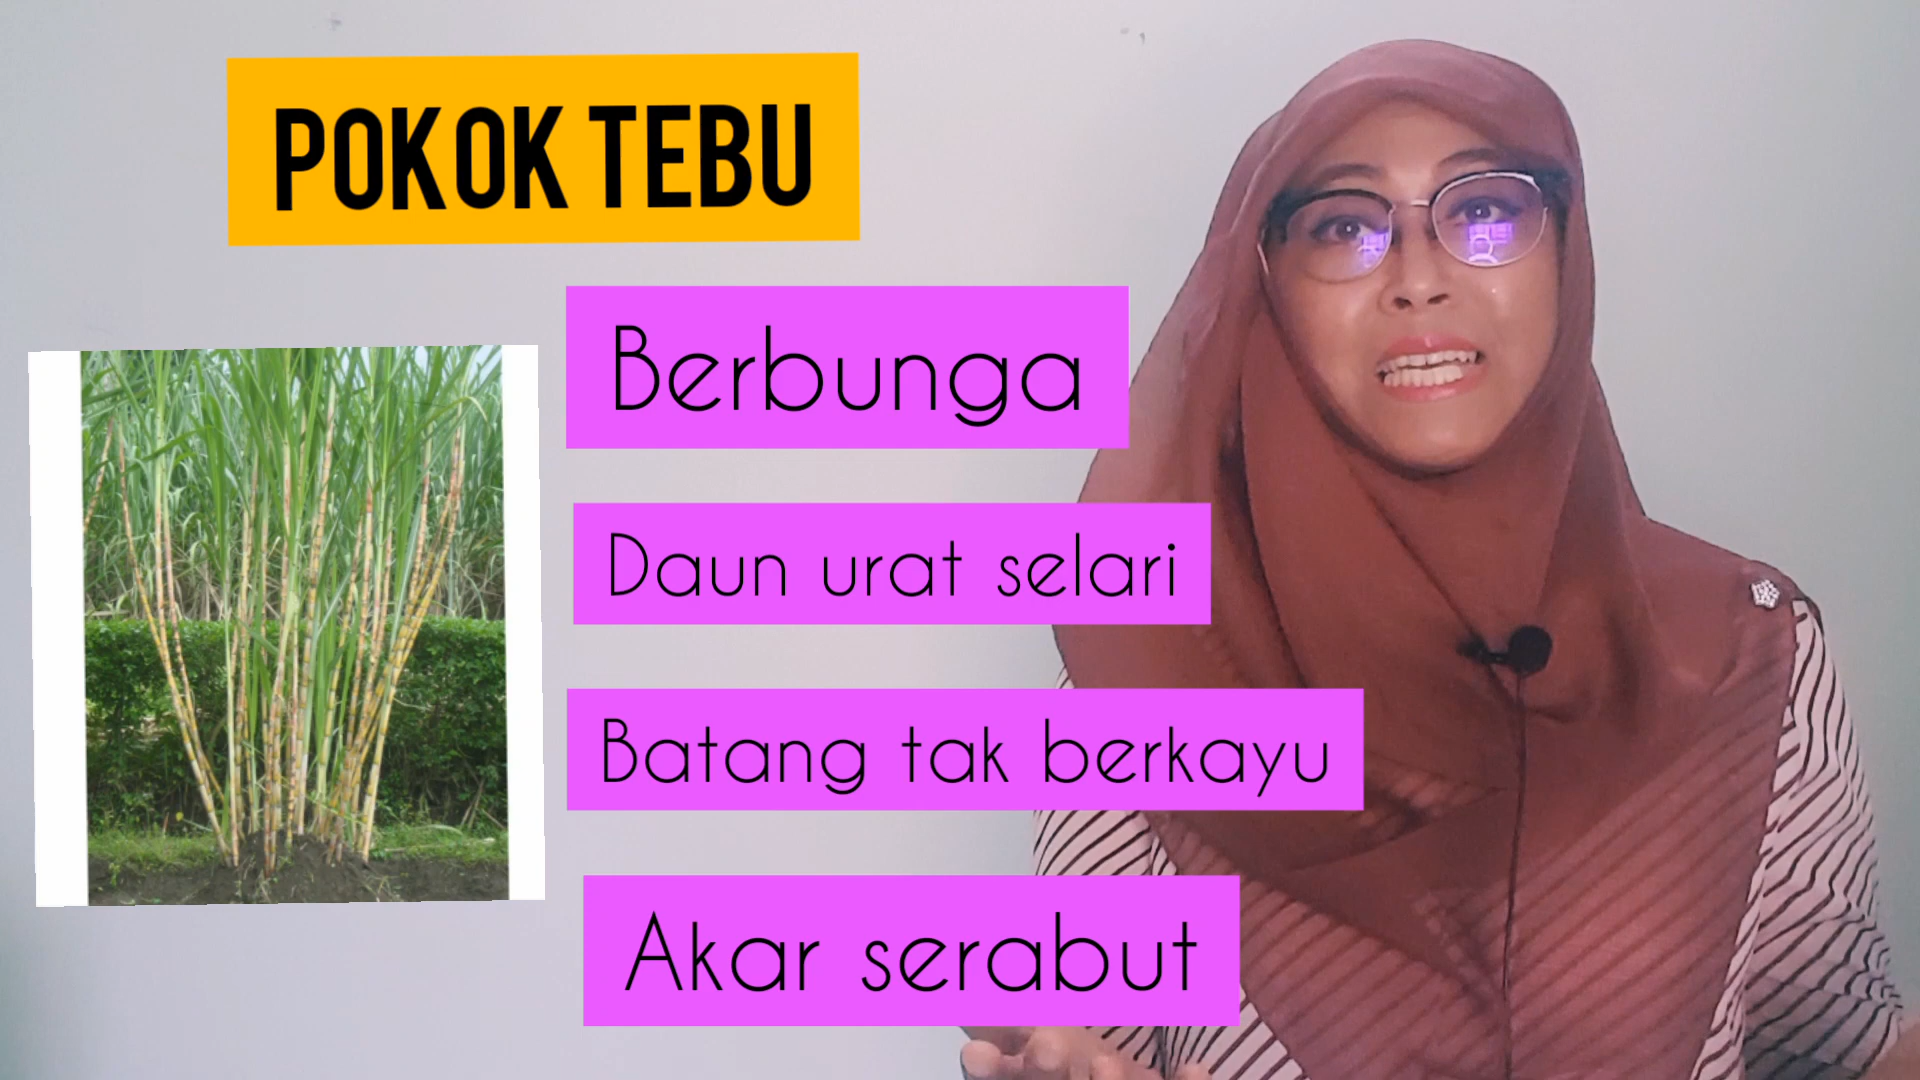 POKOK TEBU
Berbunga
Daun urat selari
Batang tak berkayu
Akar serabut